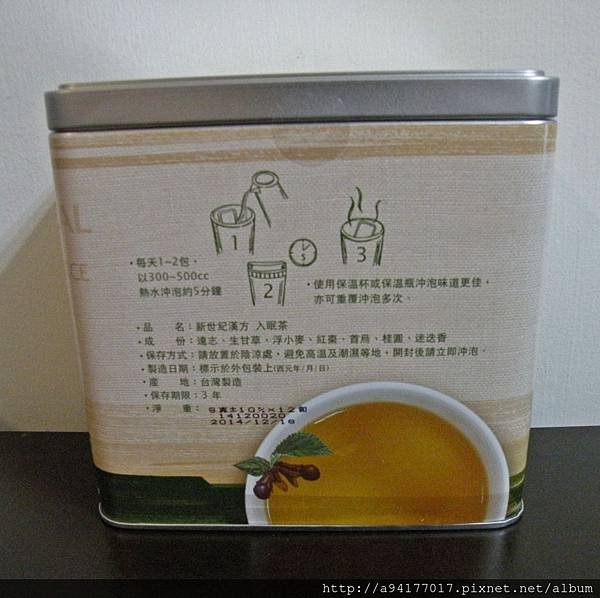 AL
CE
1
2
3
・每天1~2包,
以300~500cc
熱水沖泡約5分鐘
・使用保溫杯或保溫瓶沖泡味道更佳,
亦可重覆沖泡多次。
・品　　名：新世紀漢方 入眠茶
・成　　份：遠志、生甘草，浮小麥、紅棗、首烏、桂圓、迷迭香
・保存方式：請放置於陰涼處，避免高溫及潮濕等地，開封後請立即沖泡。
・製造日期：標示於外包裝上(西元年/月/日)
・產　　地：台灣製造
・保存期限：3 年
・淨　　重：
14120020
2014/12/18
http://a94177017.pixnet.net/album